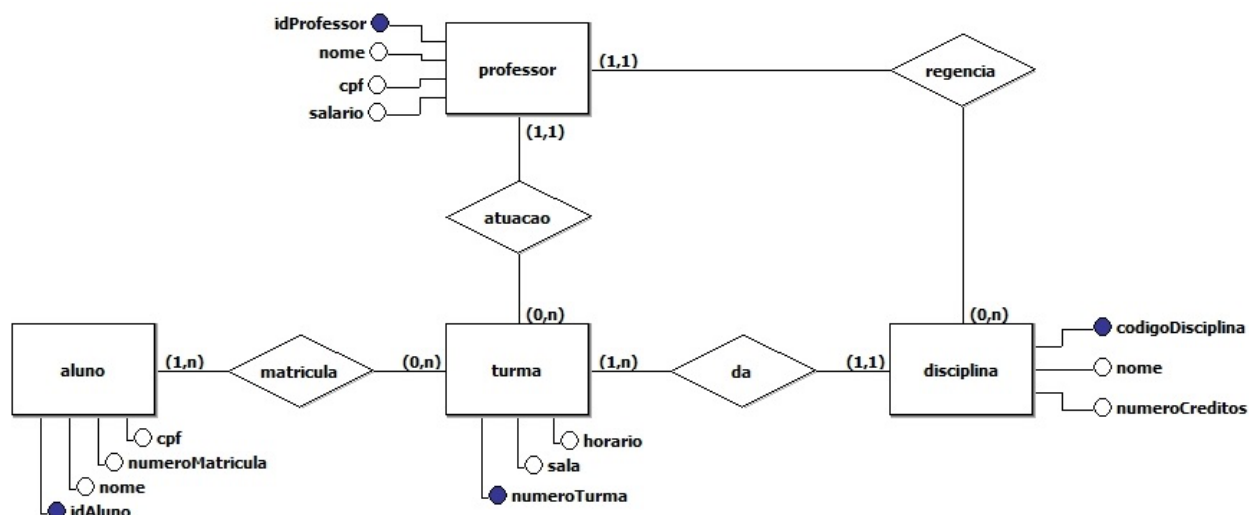 idProfessor
nome
cpf
salario
professor
(1,1)
regencia
(1,1)
atuacao
(0,n)
(0,n)
aluno
(1,n)
matricula
(0,n)
turma
(1,n)
da
(1,1)
disciplina
codigoDisciplina
nome
numeroCreditos
cpf
numeroMatricula
nome
idAluno
horario
sala
numeroTurma